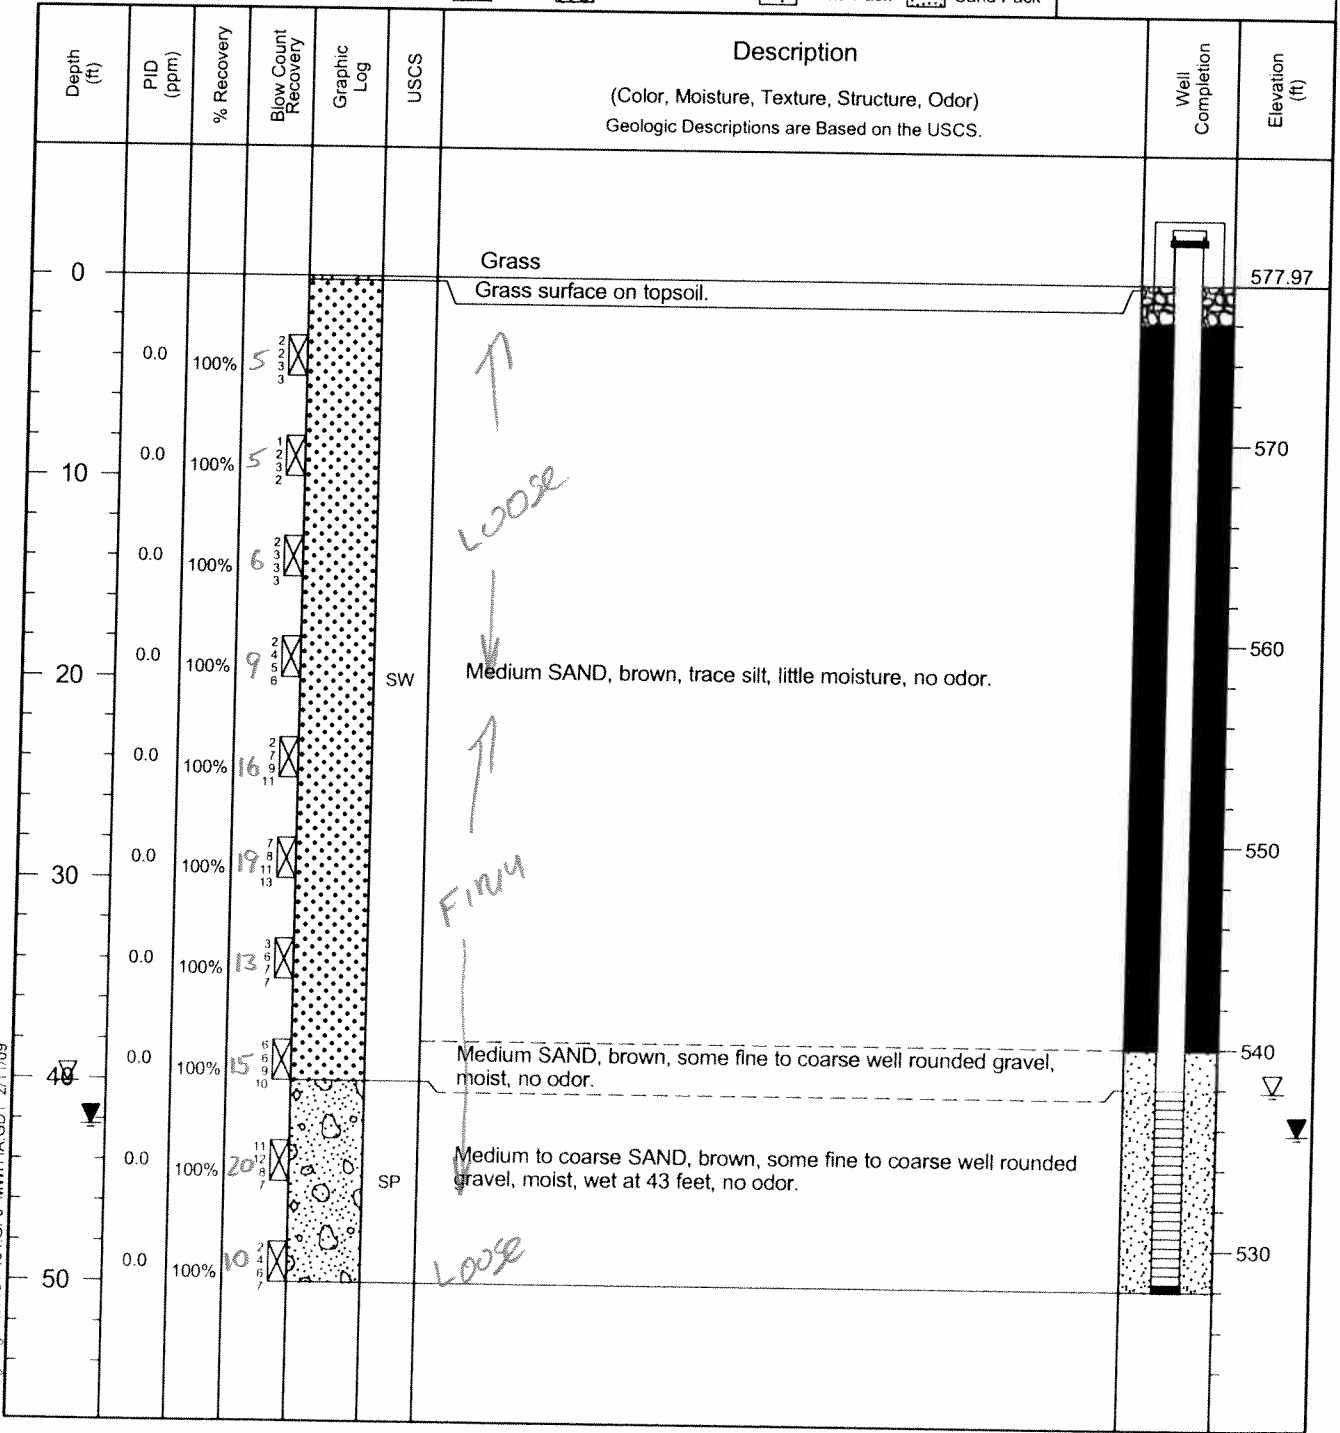 Sand Pack
Depth (ft)
PID (ppm)
% Recovery
Blow Count Recovery
Graphic Log
USCS
Description
(Color, Moisture, Texture, Structure, Odor)
Geologic Descriptions are Based on the USCS.
Well Completion
Elevation (ft)
Grass
0
577.97
Grass surface on topsoil.
0.0 100% 5 2 2 3 3
0.0 100% 5 1 2 3 2
10
570
LOOSE
0.0 100% 6 2 3 3 3
0.0 100% 9 2 4 5 6
560
20
SW
Medium SAND, brown, trace silt, little moisture, no odor.
0.0 100% 16 2 7 9 11
0.0 100% 19 7 8 11 13
550
30
FIRM
0.0 100% 13 3 6 7 7
0.0 100% 15 6 6 9 10
540
40
Medium SAND, brown, some fine to coarse well rounded gravel,
moist, no odor.
0.0 100% 20 11 12 8 7
SP
Medium to coarse SAND, brown, some fine to coarse well rounded
gravel, moist, wet at 43 feet, no odor.
0.0 100% 10 2 4 6 7
LOOSE
530
50